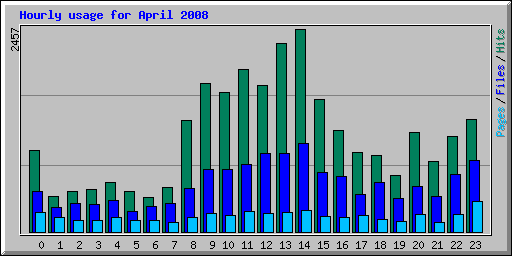 Hourly usage for April 2008
2457
Pages / Files / Hits
0 1 2 3 4 5 6 7 8 9 10 11 12 13 14 15 16 17 18 19 20 21 22 23